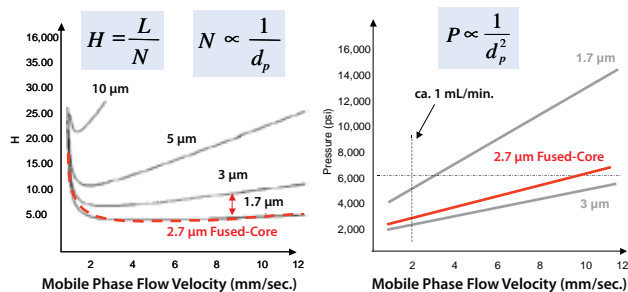 H = L/N
N ∝ 1/dp
16,000
35.00
30.00
25.00
20.00
15.00
10.00
5.00
H
10 μm
5 μm
3 μm
1.7 μm
2.7 μm Fused-Core
2 4 6 8 10 12
Mobile Phase Flow Velocity (mm/sec.)
P ∝ 1/dp²
16,000
14,000
12,000
10,000
8,000
6,000
4,000
2,000
Pressure (psi)
1.7 μm
ca. 1 mL/min.
2.7 μm Fused-Core
3 μm
2 4 6 8 10 12
Mobile Phase Flow Velocity (mm/sec.)